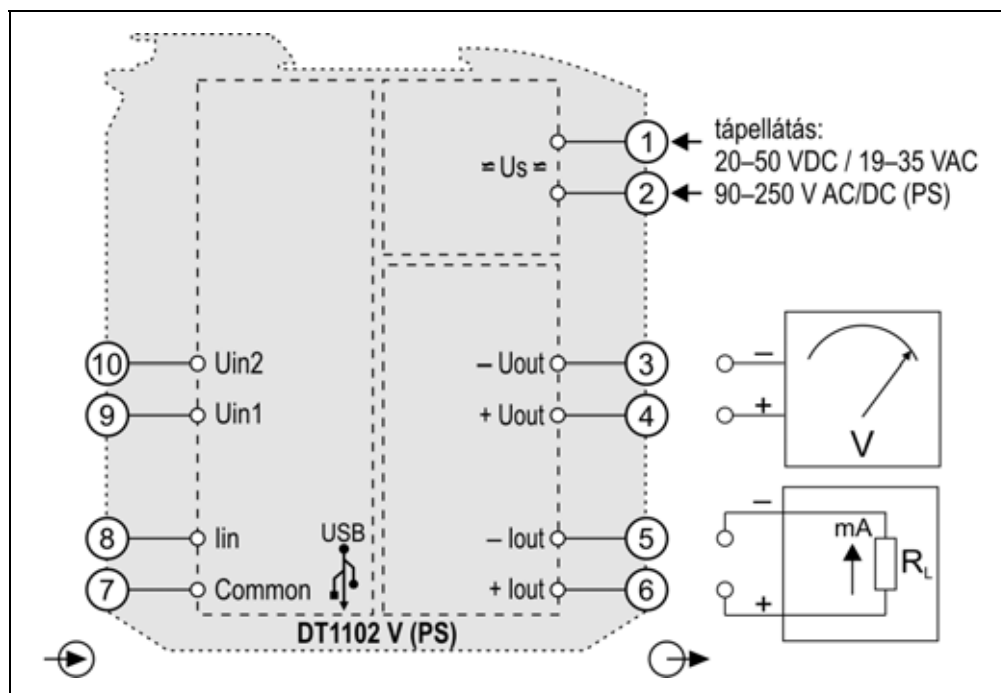 1
tápellátás:
20–50 VDC / 19–35 VAC
≂ Us ≂
2
90–250 V AC/DC (PS)
10
Uin2
– Uout
3
–
9
Uin1
+ Uout
4
+
V
8
Iin
USB
– Iout
5
–
mA
RL
7
Common
+ Iout
6
+
DT1102 V (PS)